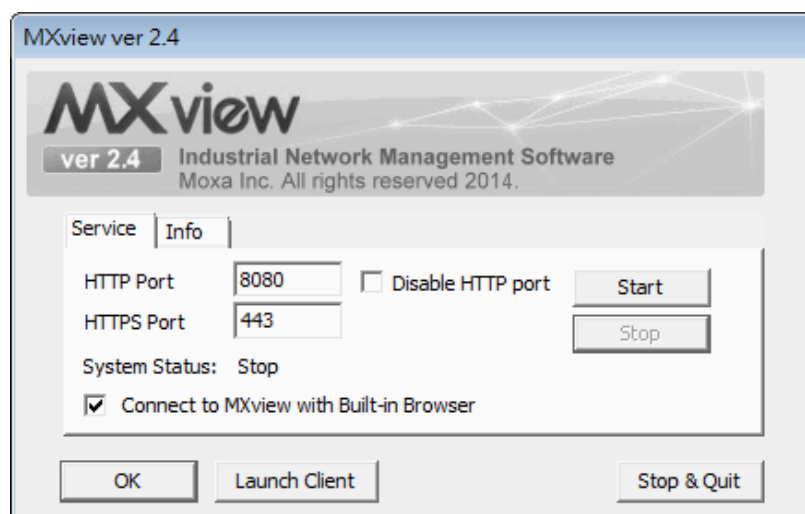 MXview ver 2.4
MXview
ver 2.4 Industrial Network Management Software
Moxa Inc. All rights reserved 2014.
Service Info
HTTP Port 8080 Disable HTTP port Start
HTTPS Port 443 Stop
System Status: Stop
Connect to MXview with Built-in Browser
OK Launch Client Stop & Quit